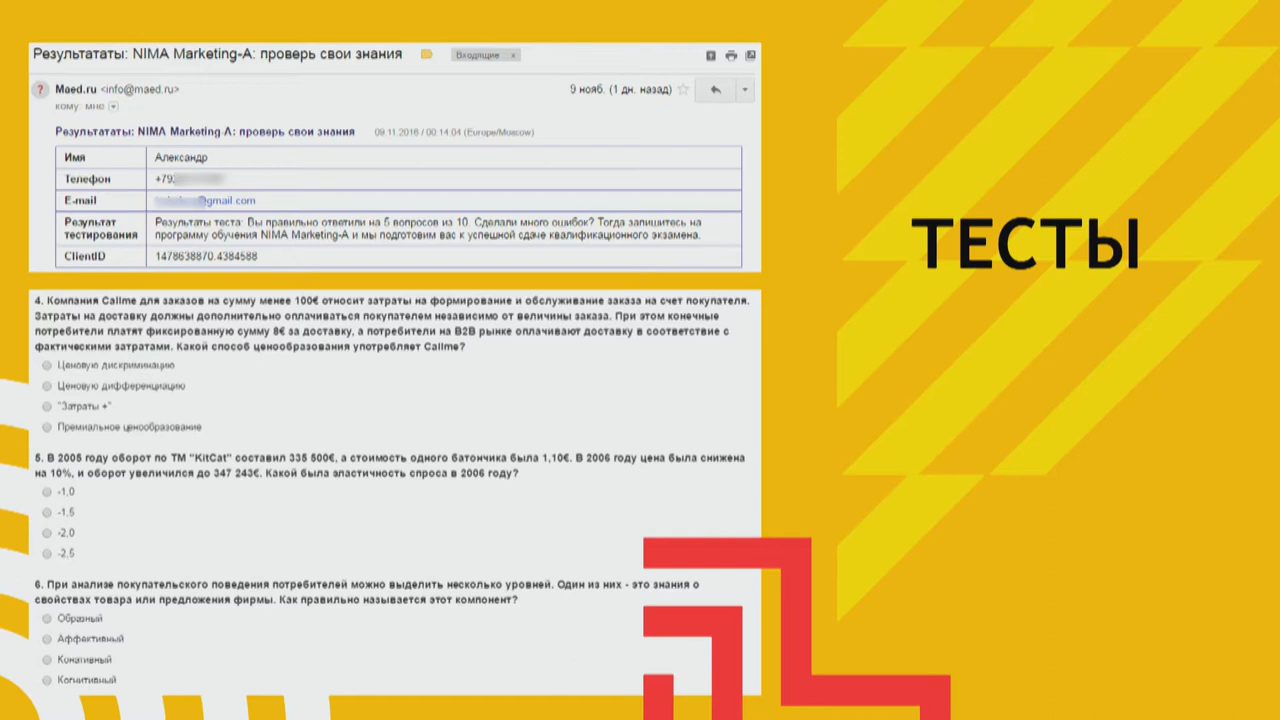 Результататы: NIMA Marketing-A: проверь свои знания
Входящие x
Maed.ru <info@maed.ru>
9 нояб. (1 дн. назад)
кому: мне
Результататы: NIMA Marketing-A: проверь свои знания 09.11.2016 / 00:14:04 (Europe/Moscow)
Имя Александр
Телефон +792
E-mail @gmail.com
Результат тестирования Результаты теста: Вы правильно ответили на 5 вопросов из 10. Сделали много ошибок? Тогда запишитесь на
программу обучения NIMA Marketing-A и мы подготовим вас к успешной сдаче квалификационного экзамена.
ClientID 1478638870.4384588
ТЕСТЫ
4. Компания Callme для заказов на сумму менее 100€ относит затраты на формирование и обслуживание заказа на счет покупателя.
Затраты на доставку должны дополнительно оплачиваться покупателем независимо от величины заказа. При этом конечные
потребители платят фиксированную сумму 8€ за доставку, а потребители на B2B рынке оплачивают доставку в соответствие с
фактическими затратами. Какой способ ценообразования употребляет Callme?
Ценовую дискриминацию
Ценовую дифференциацию
"Затраты +"
Премиальное ценообразование
5. В 2005 году оборот по ТМ "KitCat" составил 335 500€, а стоимость одного батончика была 1,10€. В 2006 году цена была снижена
на 10%, и оборот увеличился до 347 243€. Какой была эластичность спроса в 2006 году?
-1,0
-1,5
-2,0
-2,5
6. При анализе покупательского поведения потребителей можно выделить несколько уровней. Один из них - это знания о
свойствах товара или предложения фирмы. Как правильно называется этот компонент?
Образный
Аффективный
Конативный
Когнитивный